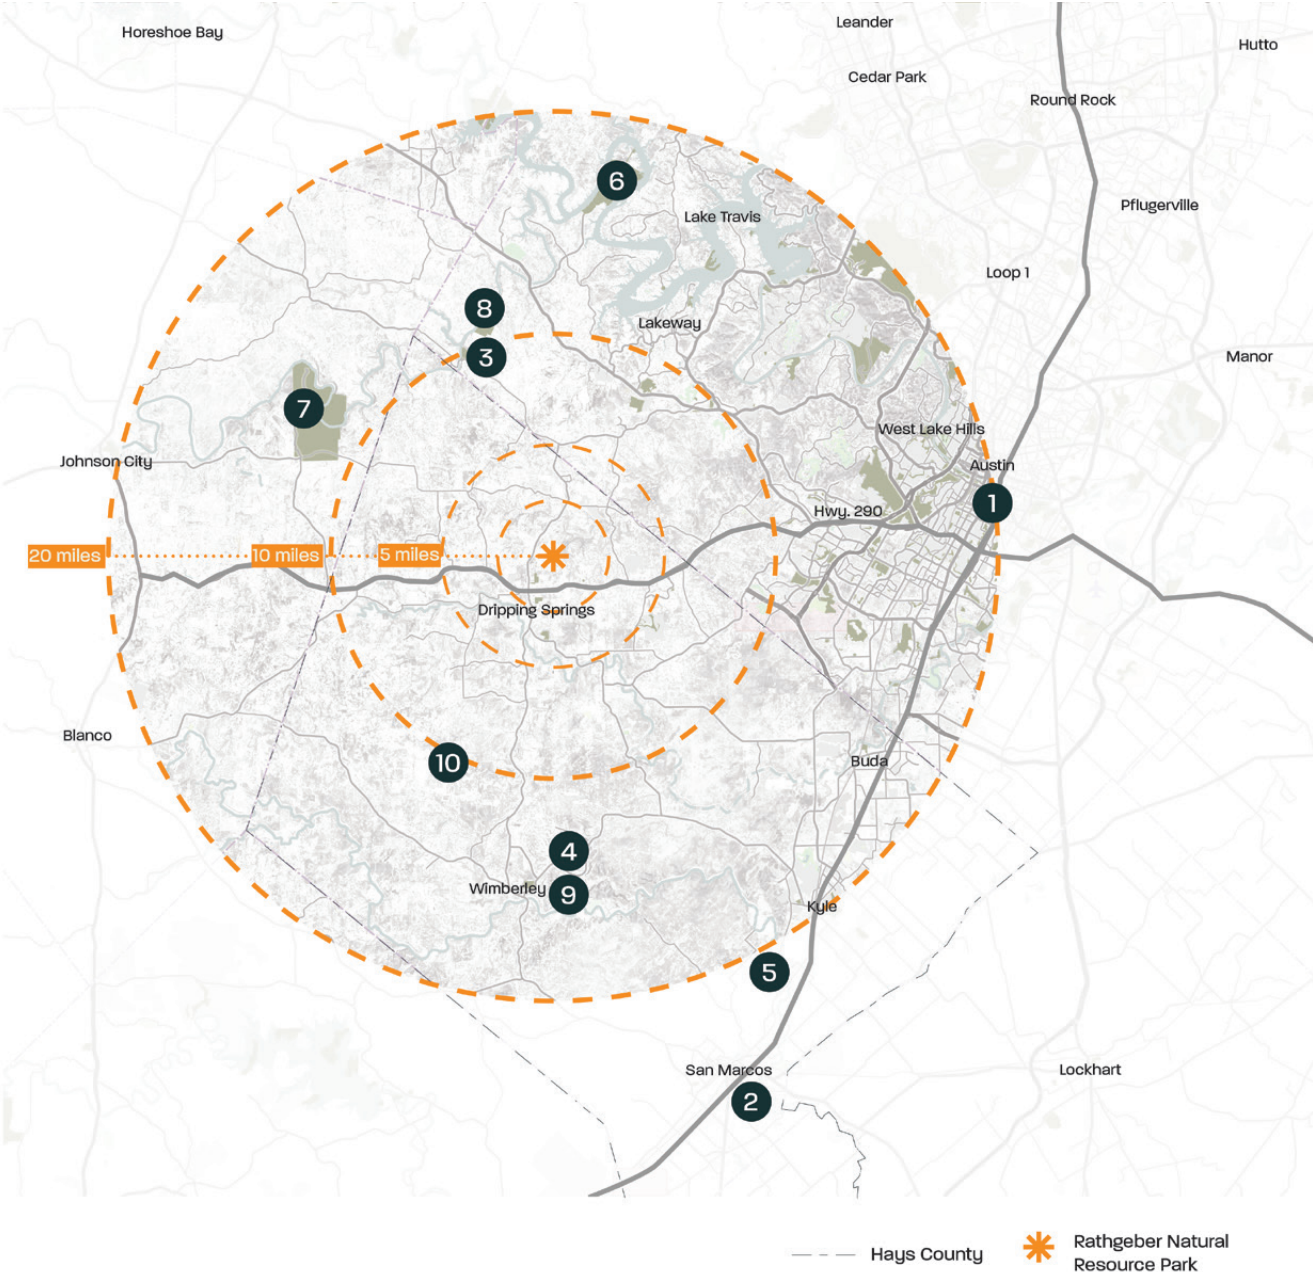 Leander
Horeshoe Bay
Hutto
Cedar Park
Round Rock
6
Pflugerville
Lake Travis
Loop 1
8
Lakeway
3
Manor
7
West Lake Hills
Johnson City
Austin
1
Hwy. 290
20 miles
10 miles
5 miles
Dripping Springs
Blanco
10
Buda
4
Wimberley
9
Kyle
5
San Marcos
Lockhart
2
Hays County
Rathgeber Natural
Resource Park